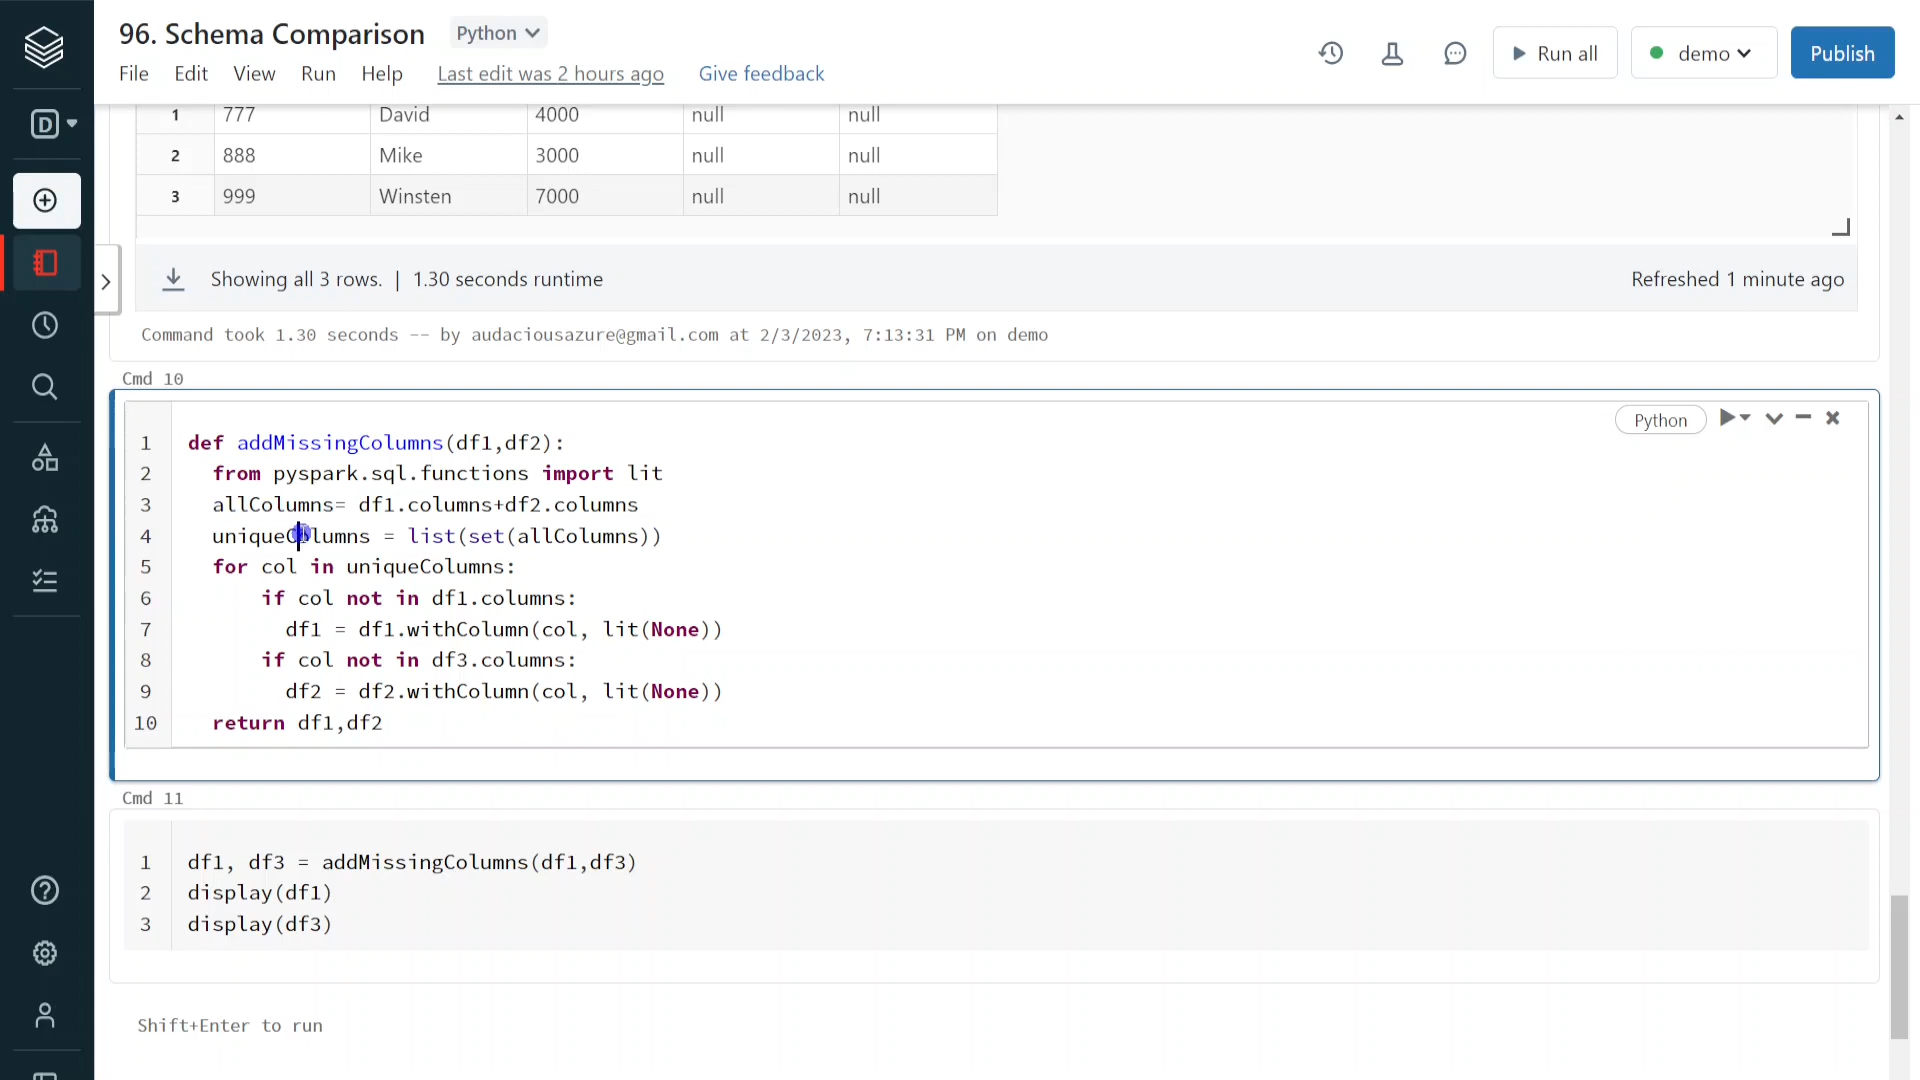 96. Schema Comparison Python
File Edit View Run Help Last edit was 2 hours ago Give feedback
Run all demo Publish
D
1 777 David 4000 null null
2 888 Mike 3000 null null
3 999 Winsten 7000 null null
Showing all 3 rows. | 1.30 seconds runtime Refreshed 1 minute ago
Command took 1.30 seconds -- by audaciousazure@gmail.com at 2/3/2023, 7:13:31 PM on demo
Cmd 10
Python
1 def addMissingColumns(df1,df2):
2 from pyspark.sql.functions import lit
3 allColumns= df1.columns+df2.columns
4 uniqueColumns = list(set(allColumns))
5 for col in uniqueColumns:
6 if col not in df1.columns:
7 df1 = df1.withColumn(col, lit(None))
8 if col not in df3.columns:
9 df2 = df2.withColumn(col, lit(None))
10 return df1,df2
Cmd 11
1 df1, df3 = addMissingColumns(df1,df3)
2 display(df1)
3 display(df3)
Shift+Enter to run